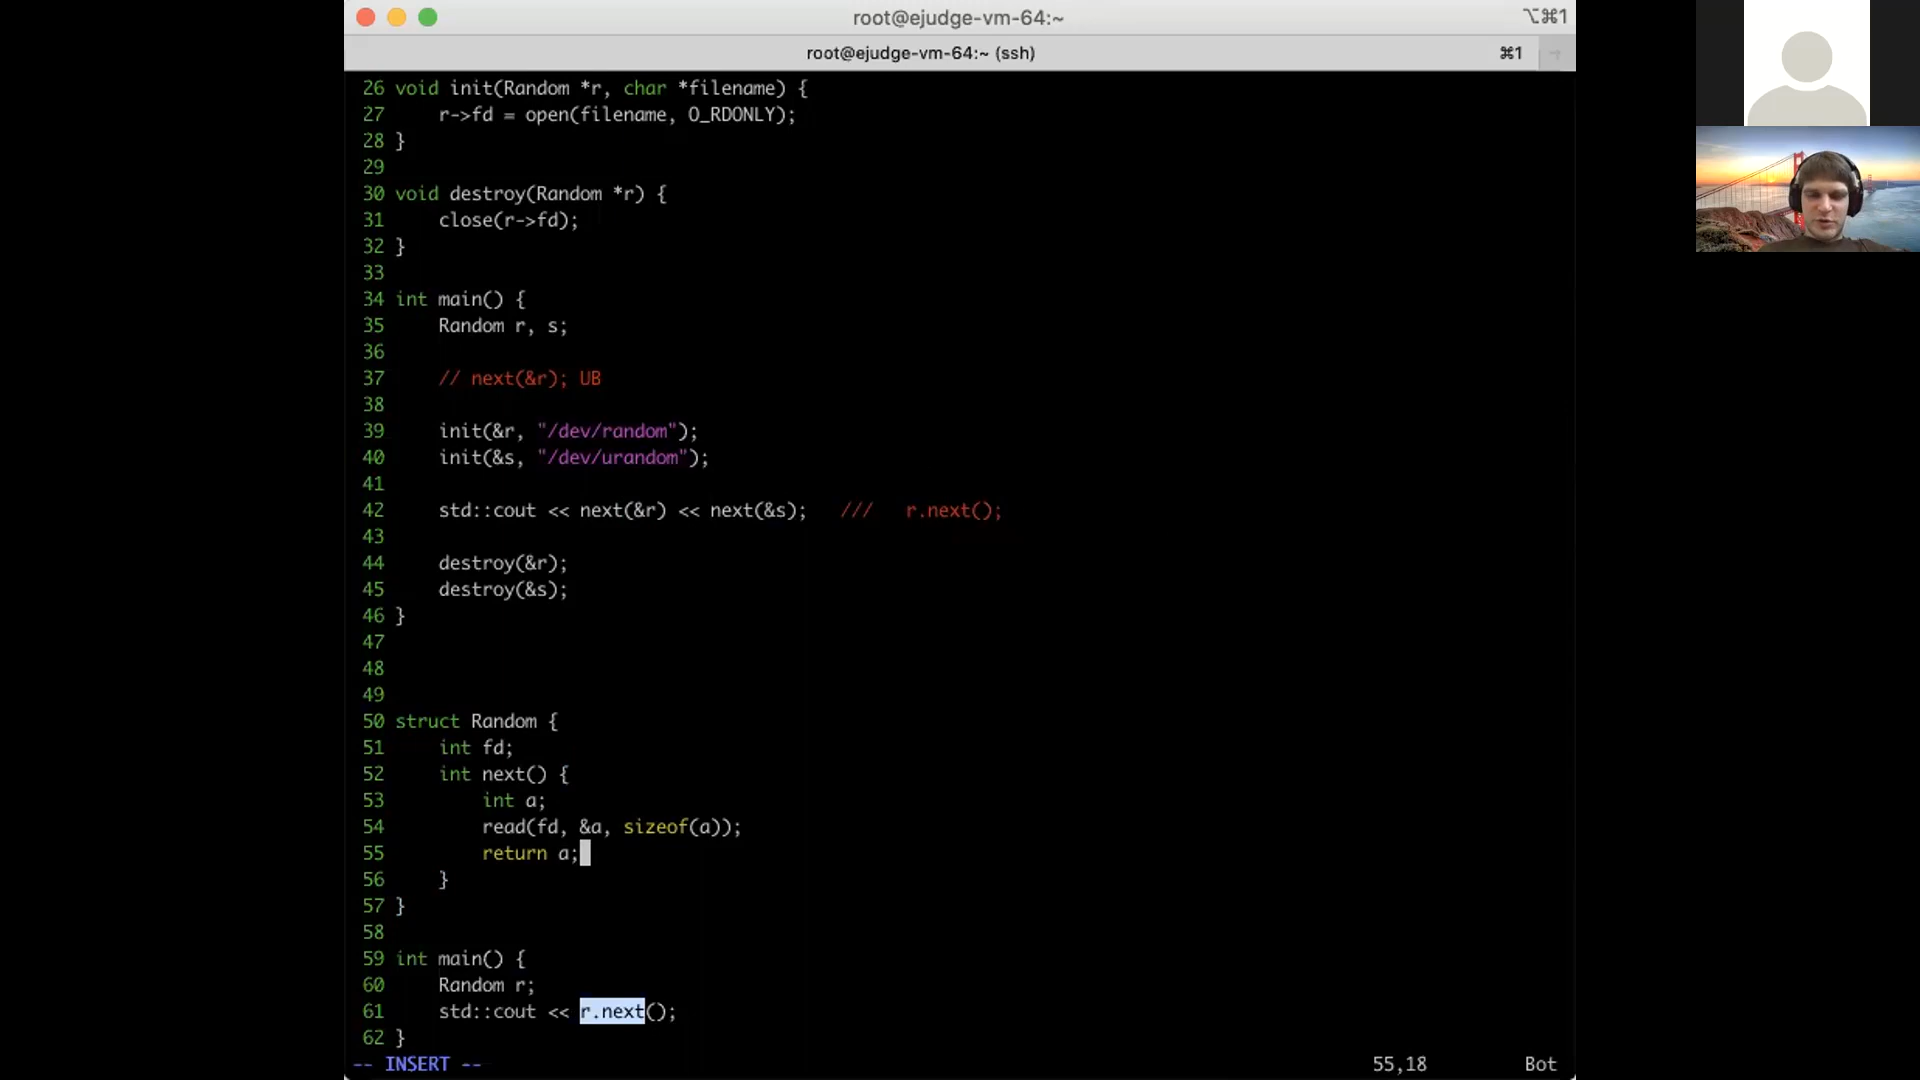 root@ejudge-vm-64:~
⌥⌘1
root@ejudge-vm-64:~ (ssh)
⌘1
26 void init(Random *r, char *filename) {
27     r->fd = open(filename, O_RDONLY);
28 }
29
30 void destroy(Random *r) {
31     close(r->fd);
32 }
33
34 int main() {
35     Random r, s;
36
37     // next(&r); UB
38
39     init(&r, "/dev/random");
40     init(&s, "/dev/urandom");
41
42     std::cout << next(&r) << next(&s);   ///   r.next();
43
44     destroy(&r);
45     destroy(&s);
46 }
47
48
49
50 struct Random {
51     int fd;
52     int next() {
53         int a;
54         read(fd, &a, sizeof(a));
55         return a;
56     }
57 }
58
59 int main() {
60     Random r;
61     std::cout << r.next();
62 }
-- INSERT --
55,18
Bot